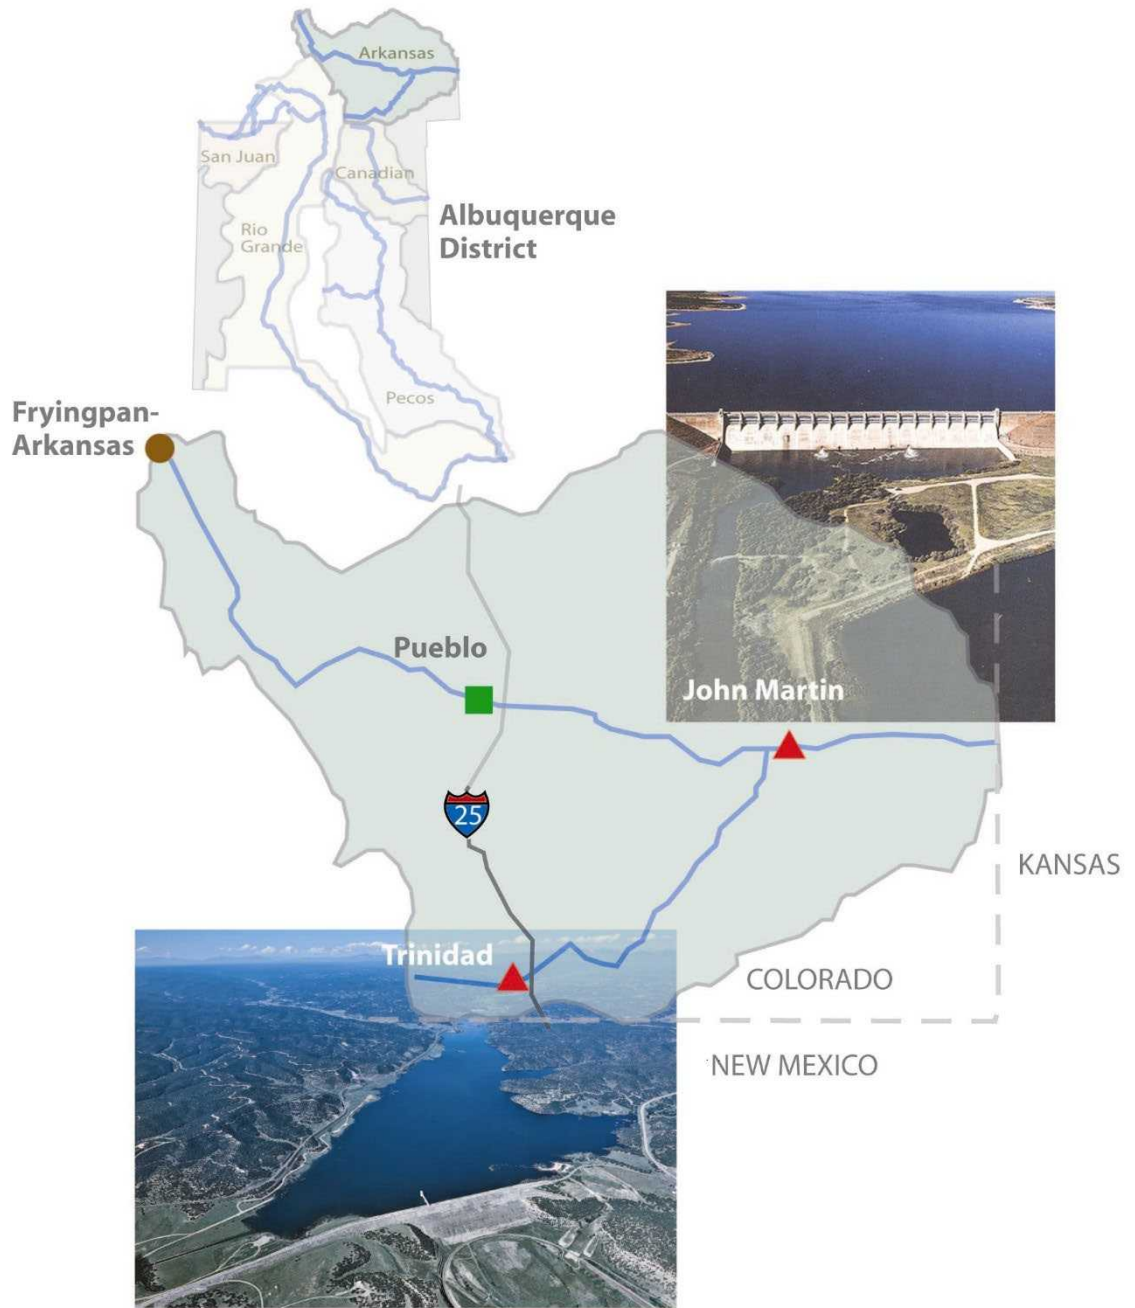 Arkansas
San Juan
Canadian
Rio
Grande
Albuquerque
District
Pecos
Fryingpan-
Arkansas
Pueblo
John Martin
25
KANSAS
Trinidad
COLORADO
NEW MEXICO